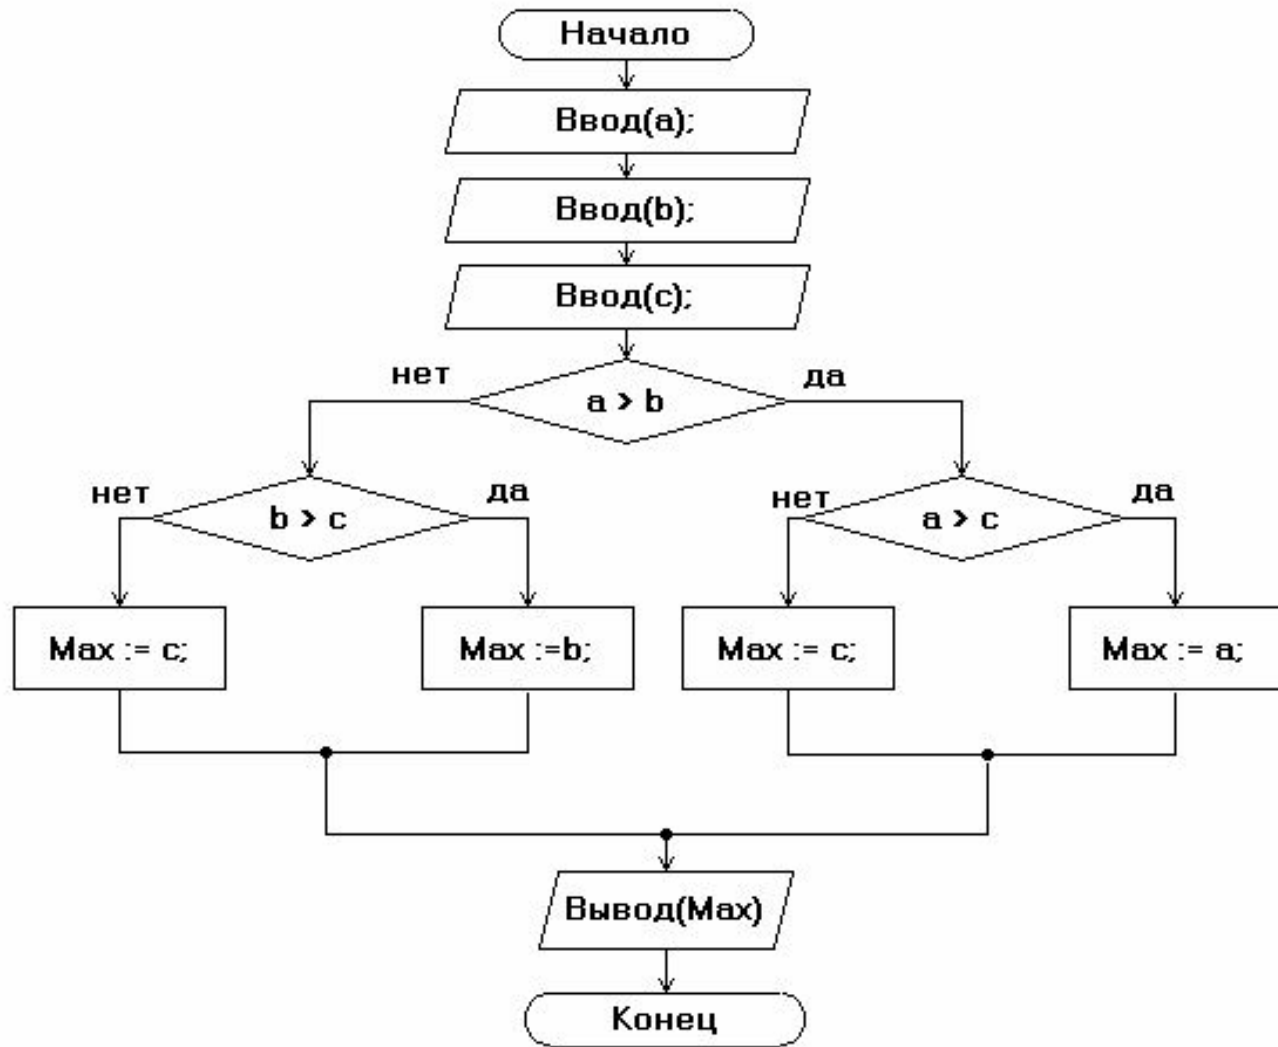 Начало
Ввод(a);
Ввод(b);
Ввод(c);
нет
да
a > b
нет
да
b > c
нет
да
a > c
Max := c;
Max :=b;
Max := c;
Max := a;
Вывод(Max)
Конец